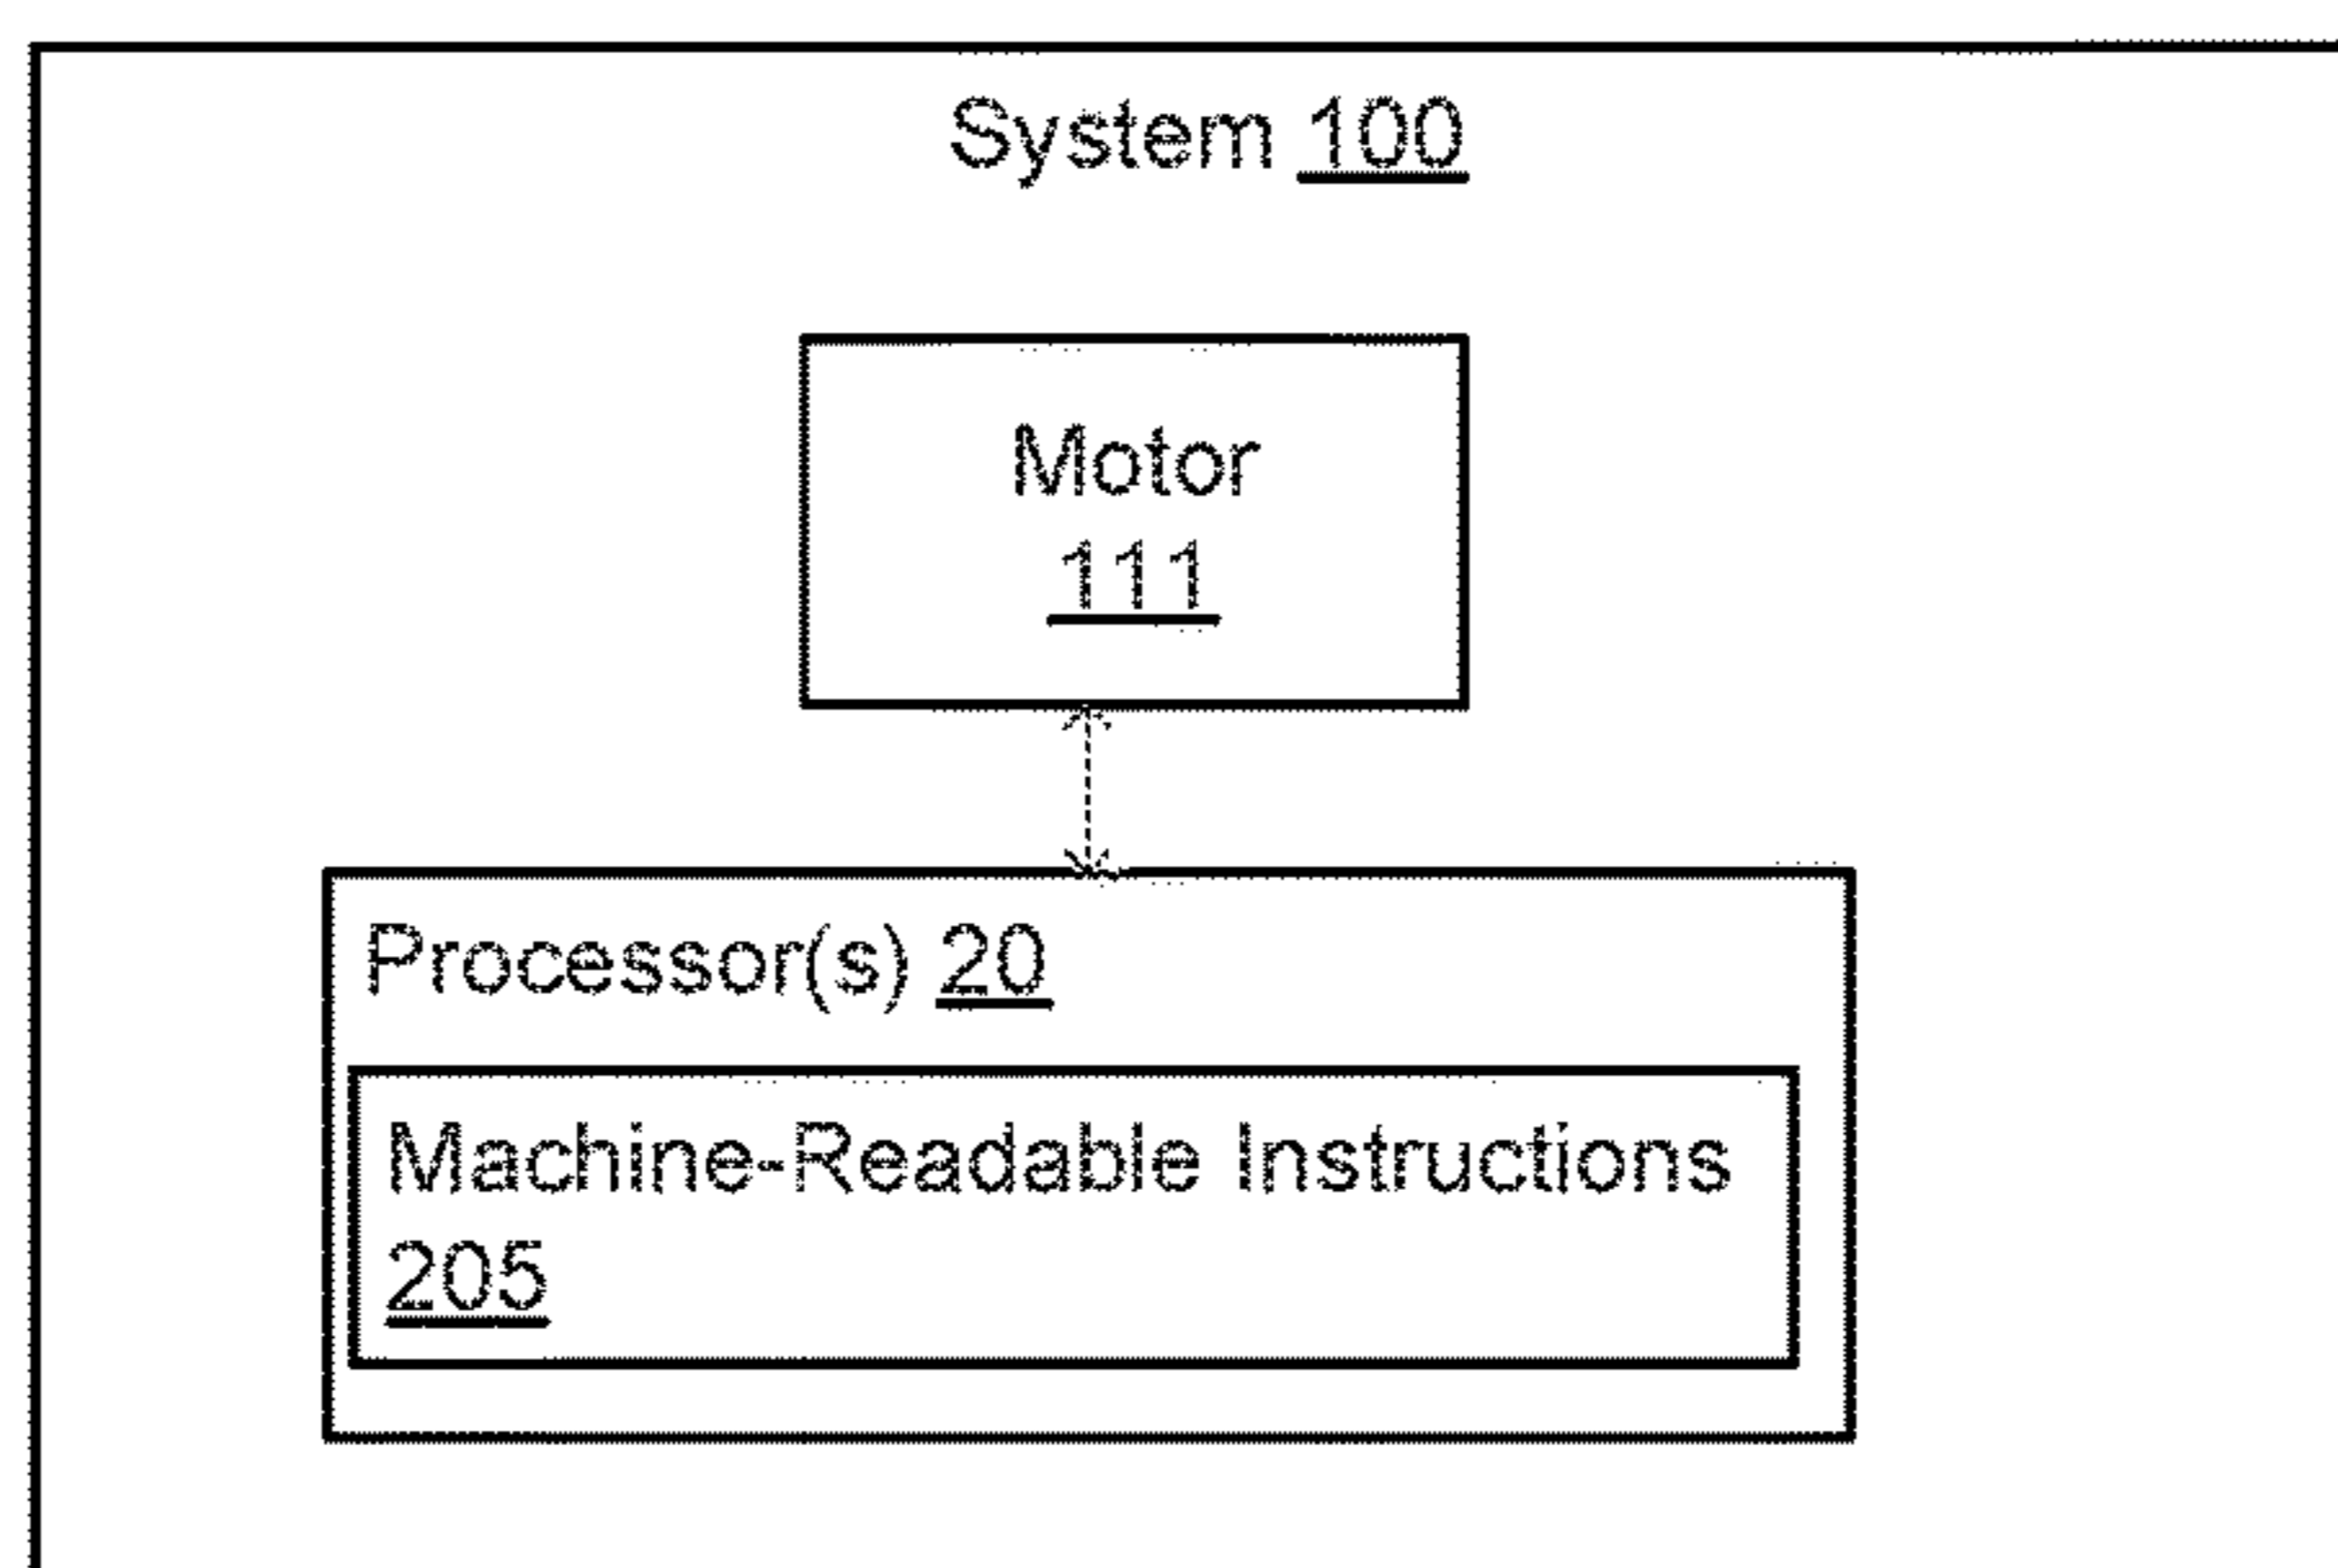 System 100
Motor
111
Processor(s) 20
Machine-Readable Instructions
205